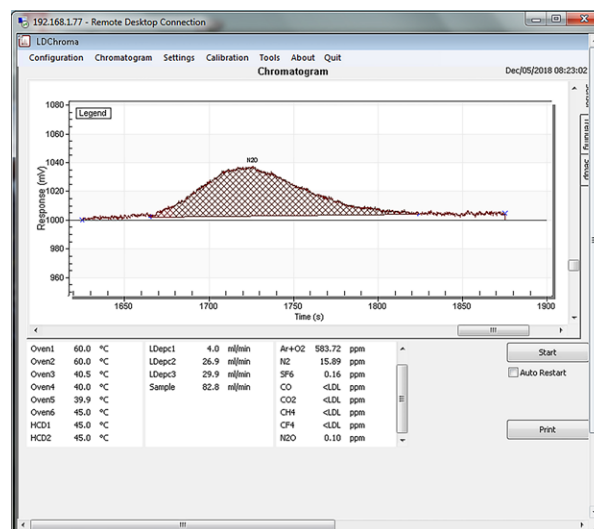 192.168.1.77 - Remote Desktop Connection
LDChroma
Configuration Chromatogram Settings Calibration Tools About Quit
Chromatogram Dec/05/2018 08:23:02
Legend
N2O
Response (mV)
1080
1060
1040
1020
1000
980
960
1650 1700 1750 1800 1850 1900
Time (s)
Trending
Setup
Oven1 60.0 °C LDepc1 4.0 ml/min Ar+O2 583.72 ppm
Oven2 60.0 °C LDepc2 26.9 ml/min N2 15.89 ppm
Oven3 40.5 °C LDepc3 29.9 ml/min SF6 0.16 ppm
Oven4 40.0 °C Sample 82.8 ml/min CO <LDL ppm
Oven5 39.9 °C CO2 <LDL ppm
Oven6 45.0 °C CH4 <LDL ppm
HCD1 45.0 °C CF4 <LDL ppm
HCD2 45.0 °C N2O 0.10 ppm
Start
Auto Restart
Print